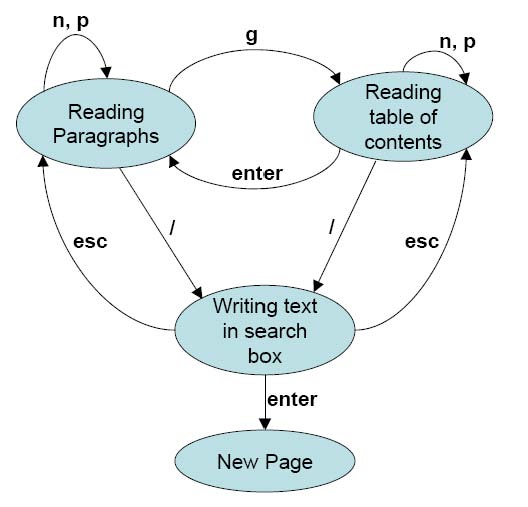 n, p
g
n, p
Reading
Paragraphs
Reading
table of
contents
enter
/
/
esc
esc
Writing text
in search
box
enter
New Page